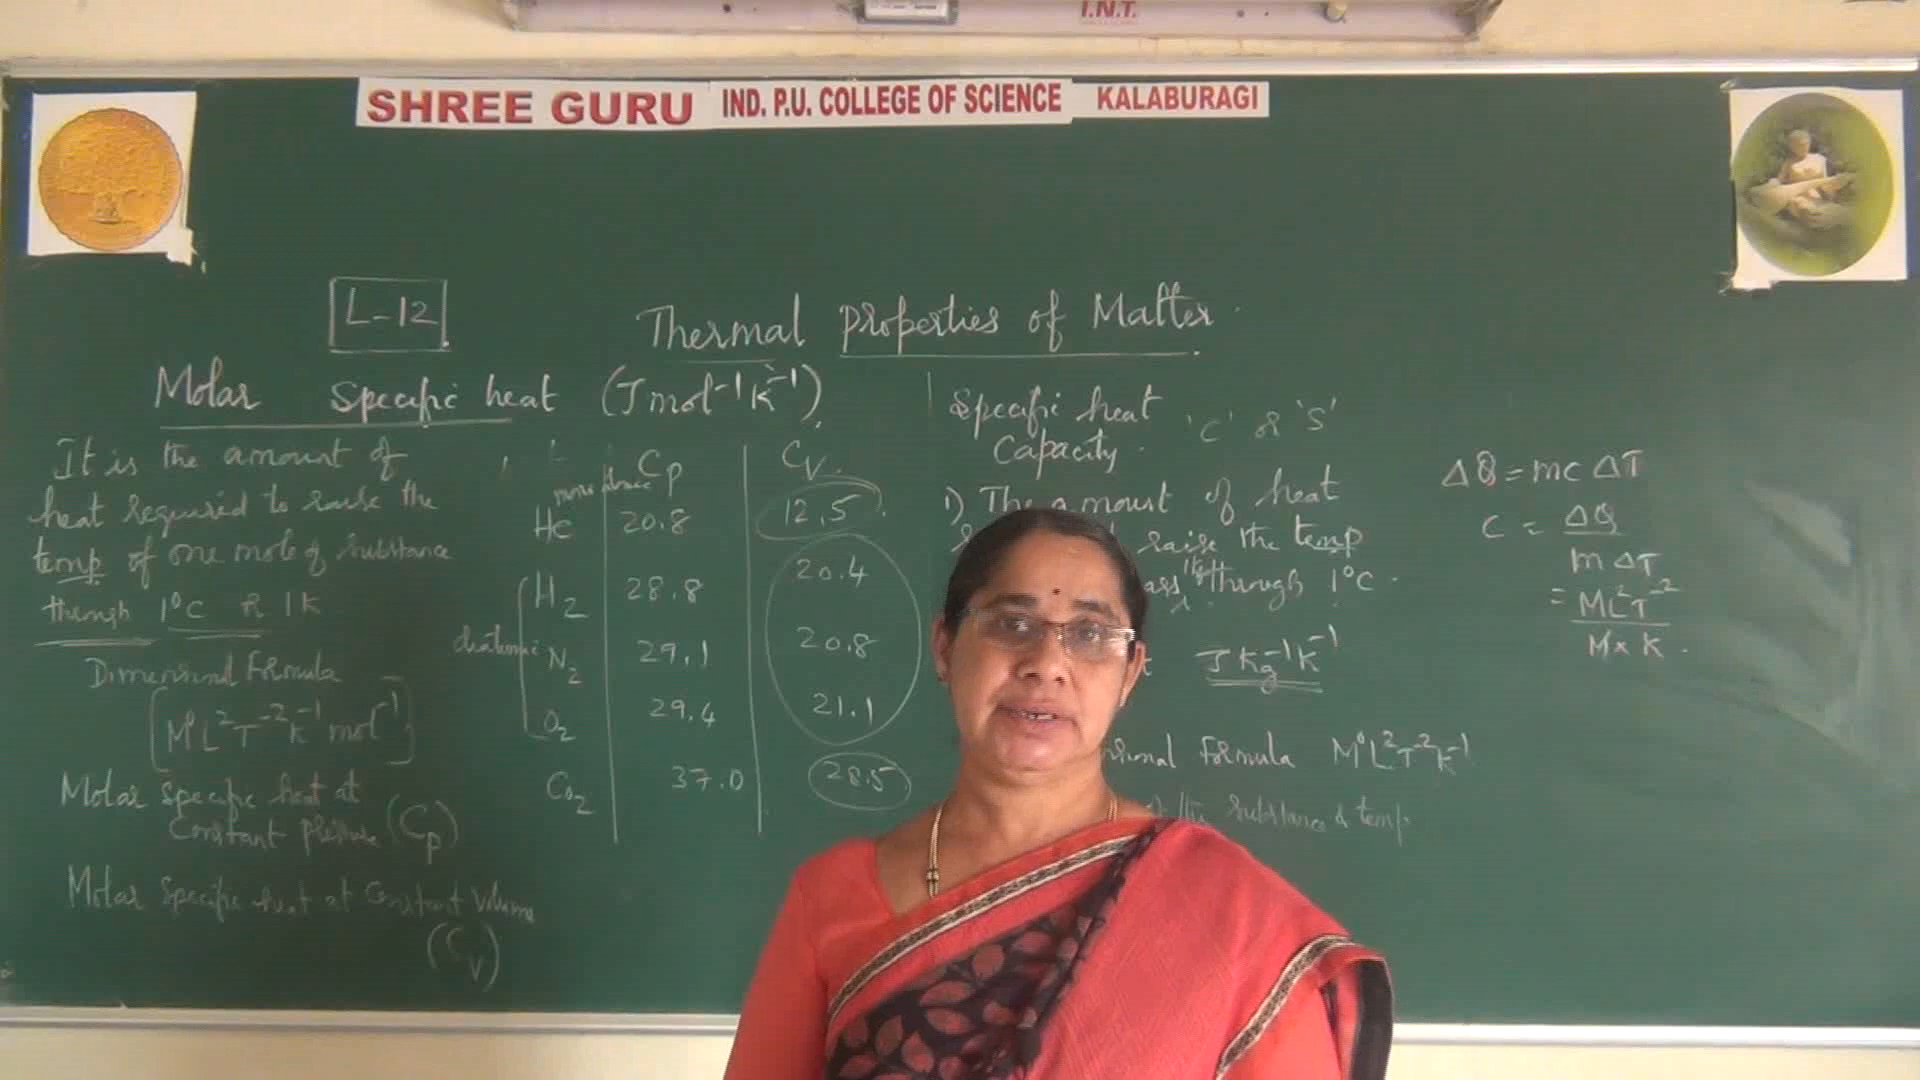 I.N.T.
SHREE GURU IND. P.U. COLLEGE OF SCIENCE KALABURAGI
L-12
Thermal properties of Matter.
Molar Specific heat (J mol⁻¹ K⁻¹).
It is the amount of
heat required to raise the
temp of one mole of substance
through 1°C or 1K
Dimensional Formula
[M⁰L²T⁻²K⁻¹ mol⁻¹]
Molar Specific heat at
Constant pressure (Cp)
Molar Specific heat at Constant Volume
(Cv)
Cp Cv.
He 20.8 12.5
H₂ 28.8 20.4
diatomic N₂ 29.1 20.8
O₂ 29.4 21.1
CO₂ 37.0 28.5
Specific heat 'C' or 'S'
Capacity.
1) The amount of heat
raise the temp
through 1°C.
J Kg⁻¹ K⁻¹
Formula M⁰L²T⁻²K⁻¹
the substance & temp.
ΔQ = mc ΔT
C = ΔQ
m ΔT
= ML²T⁻²
M × K.